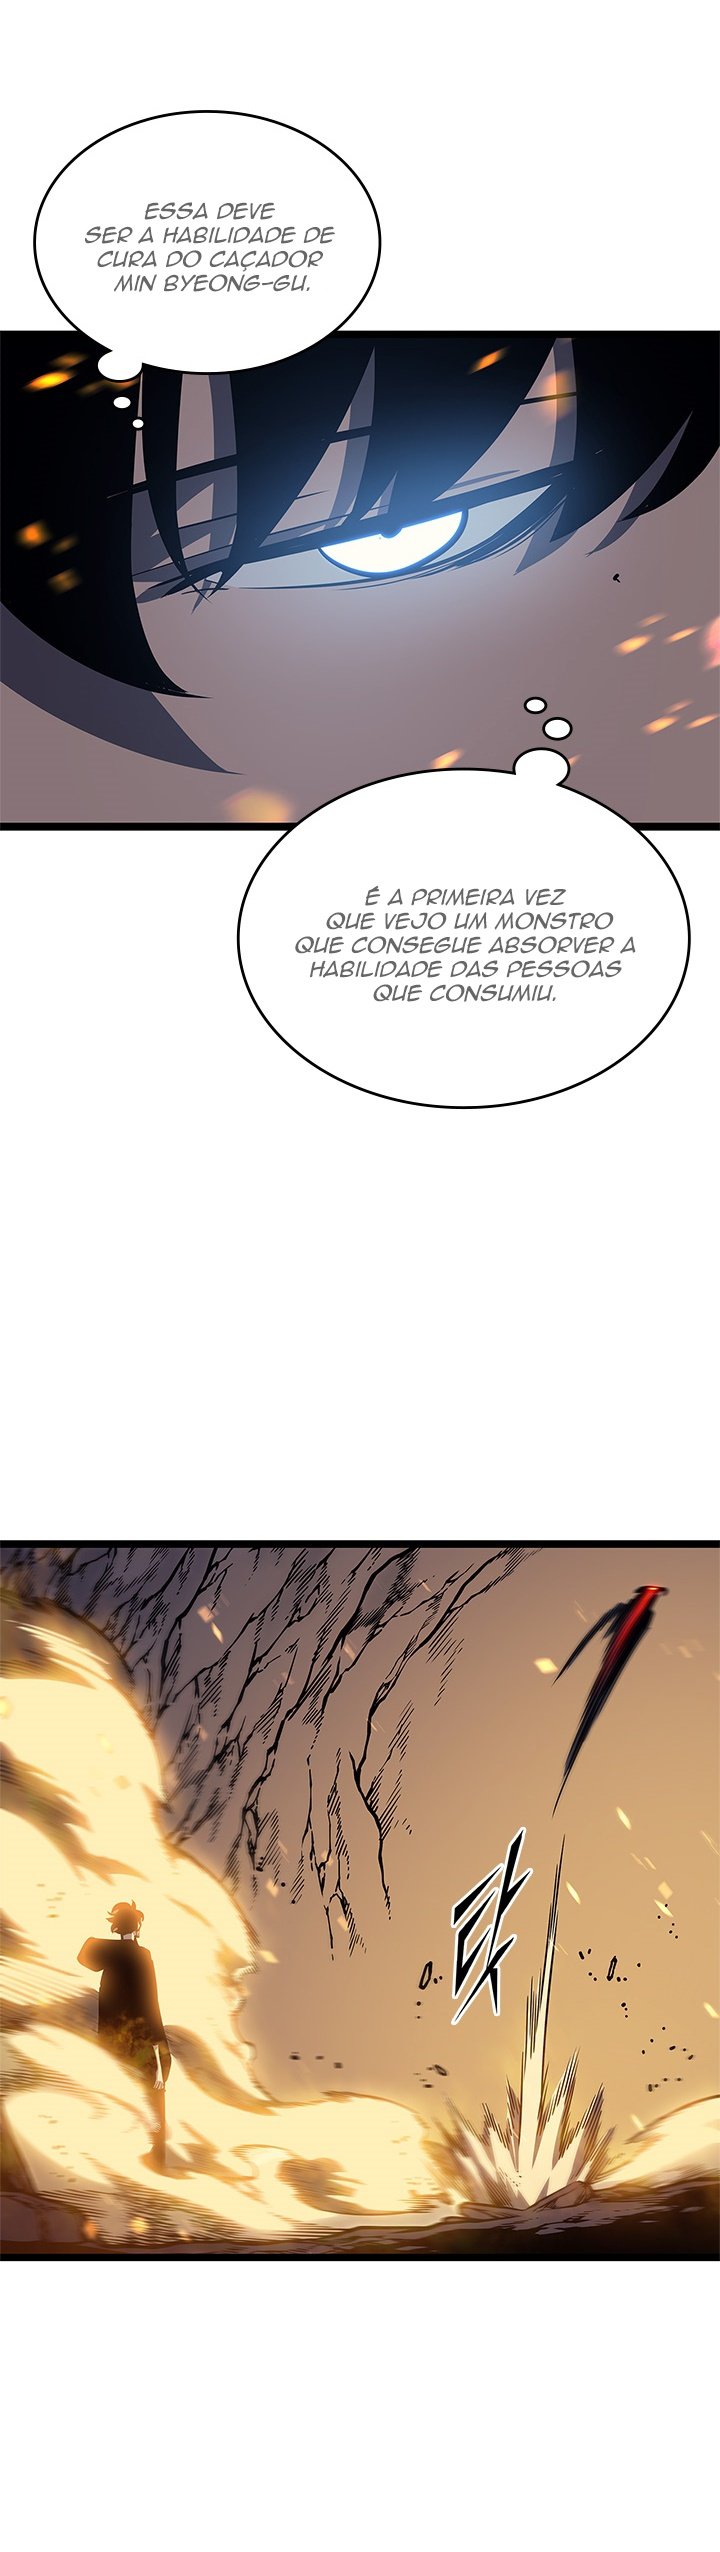 ESSA DEVE
SER A HABILIDADE DE
CURA DO CAÇADOR
MIN BYEONG-GU.
É A PRIMEIRA VEZ
QUE VEJO UM MONSTRO
QUE CONSEGUE ABSORVER A
HABILIDADE DAS PESSOAS
QUE CONSUMIU.